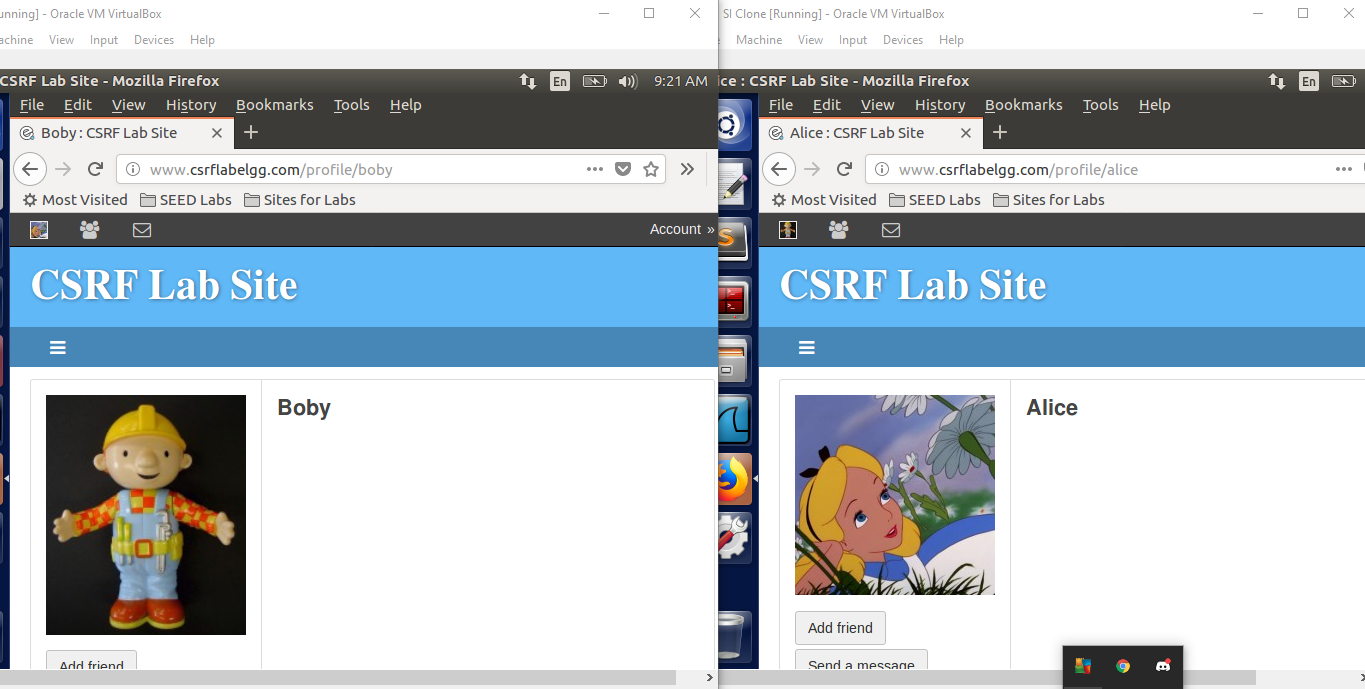 unning] - Oracle VM VirtualBox
achine View Input Devices Help
CSRF Lab Site - Mozilla Firefox En 9:21 AM
File Edit View History Bookmarks Tools Help
Boby : CSRF Lab Site
www.csrflabelgg.com/profile/boby
Most Visited SEED Labs Sites for Labs
Account »
CSRF Lab Site
Boby
Add friend
SI Clone [Running] - Oracle VM VirtualBox
Machine View Input Devices Help
ice : CSRF Lab Site - Mozilla Firefox En
File Edit View History Bookmarks Tools Help
Alice : CSRF Lab Site
www.csrflabelgg.com/profile/alice
Most Visited SEED Labs Sites for Labs
CSRF Lab Site
Alice
Add friend
Send a message